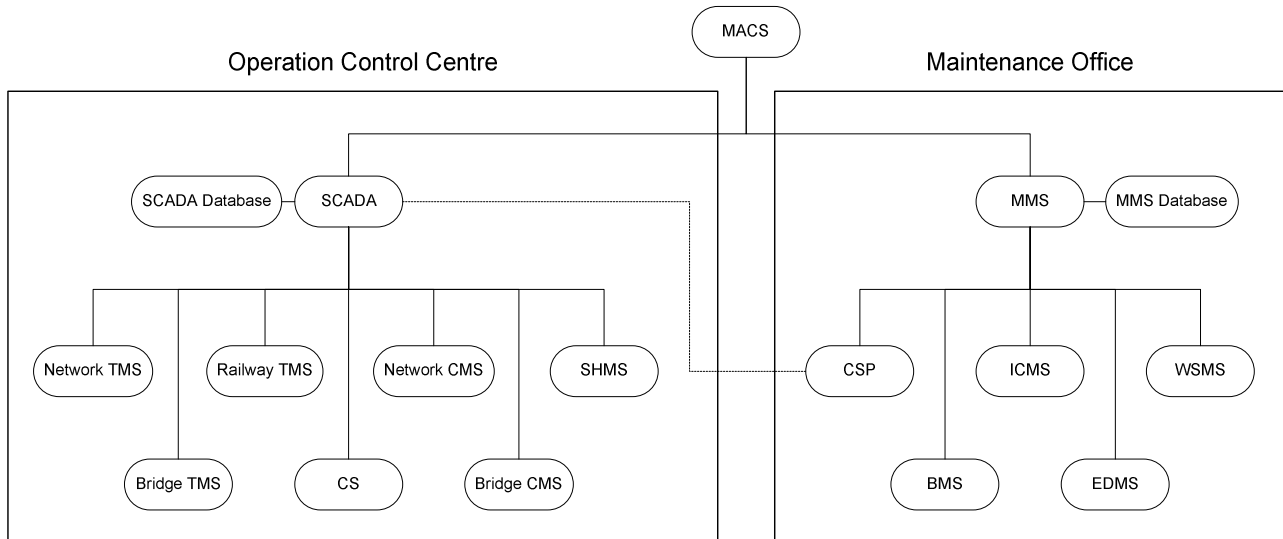 MACS
Operation Control Centre
Maintenance Office
SCADA Database
SCADA
MMS
MMS Database
Network TMS
Railway TMS
Network CMS
SHMS
CSP
ICMS
WSMS
Bridge TMS
CS
Bridge CMS
BMS
EDMS